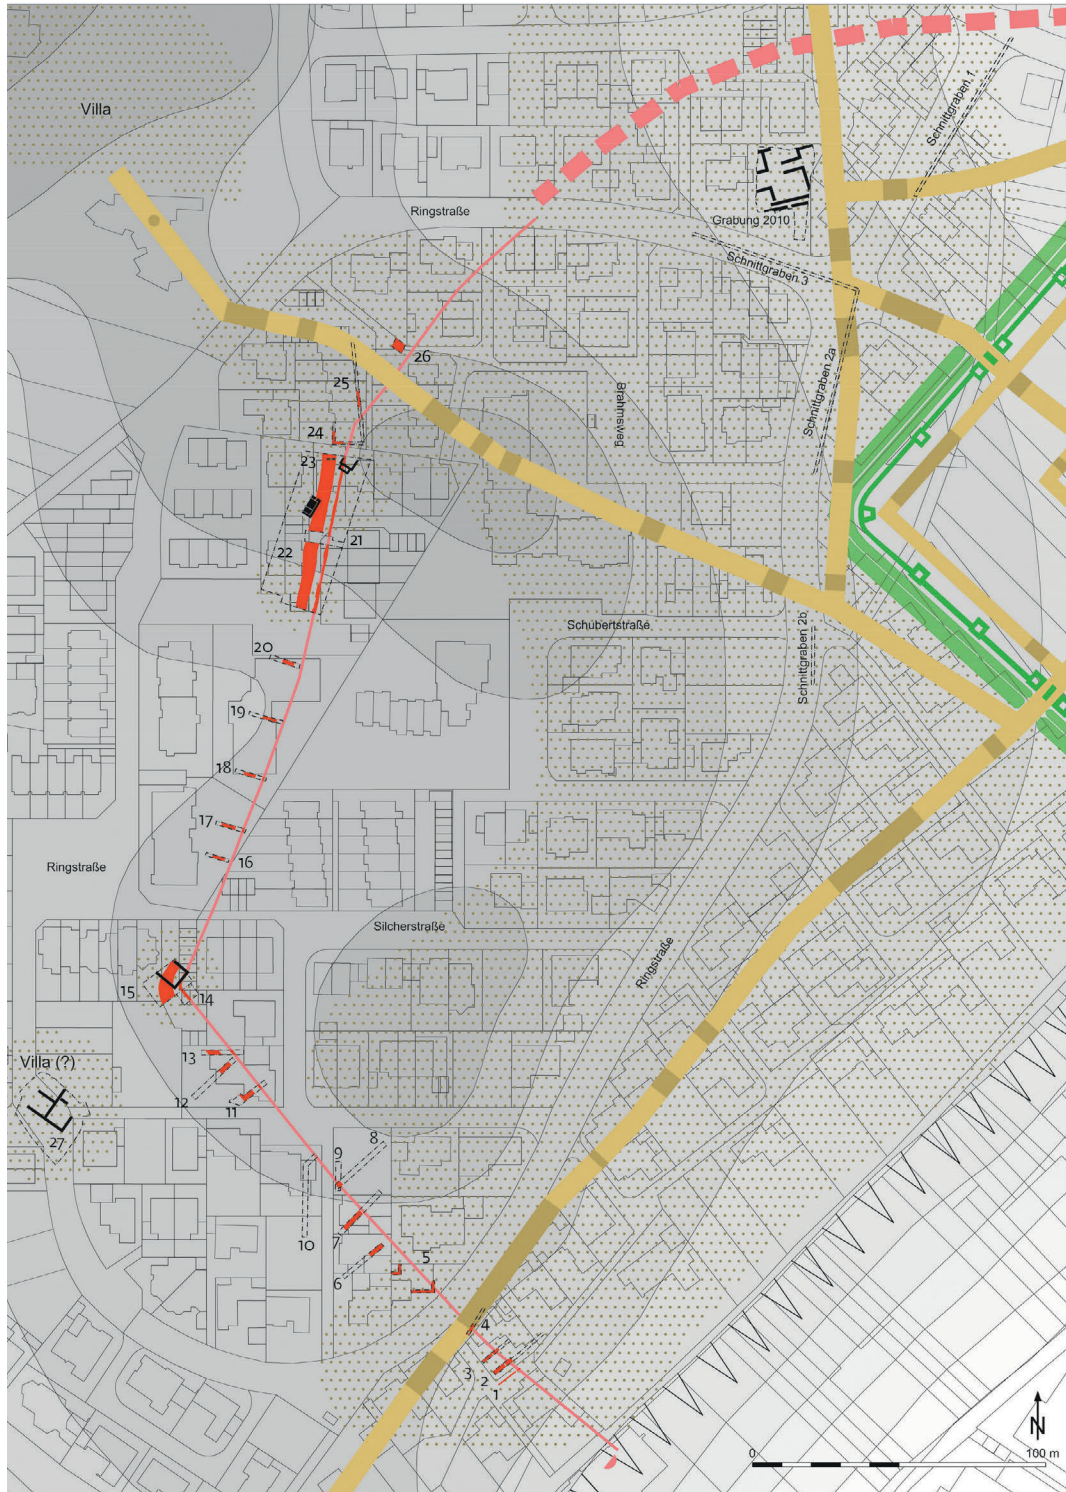 Villa
Schnittgraben 1
Ringstraße
Grabung 2010
Schnittgraben 3
26
25
Schnittgraben 2a
Brahmsweg
24
23
21
22
Schubertstraße
Schnittgraben 2b
20
19
18
17
16
Ringstraße
Silcherstraße
Ringstraße
15
14
13
Villa (?)
12
11
27
8
9
10
7
5
6
4
3
2
1
N
0
100 m